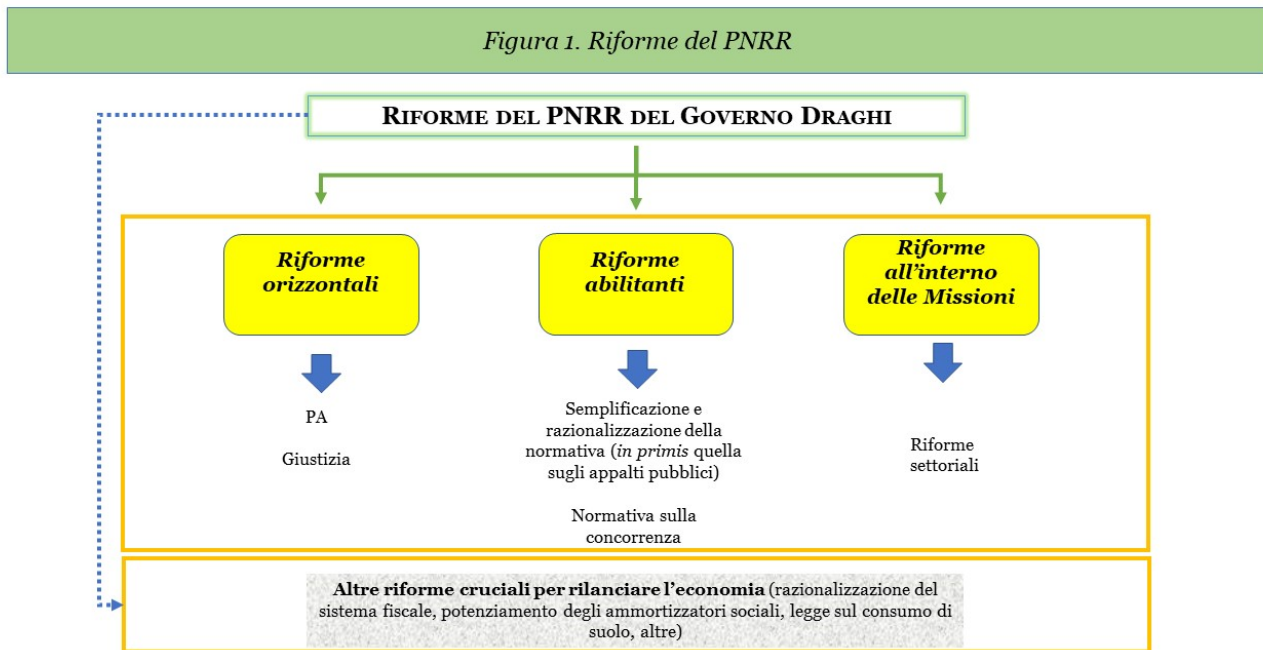 Figura 1. Riforme del PNRR
RIFORME DEL PNRR DEL GOVERNO DRAGHI
Riforme
orizzontali
Riforme
abilitanti
Riforme
all'interno
delle Missioni
PA
Giustizia
Semplificazione e
razionalizzazione della
normativa (in primis quella
sugli appalti pubblici)
Normativa sulla
concorrenza
Riforme
settoriali
Altre riforme cruciali per rilanciare l'economia (razionalizzazione del
sistema fiscale, potenziamento degli ammortizzatori sociali, legge sul consumo di
suolo, altre)